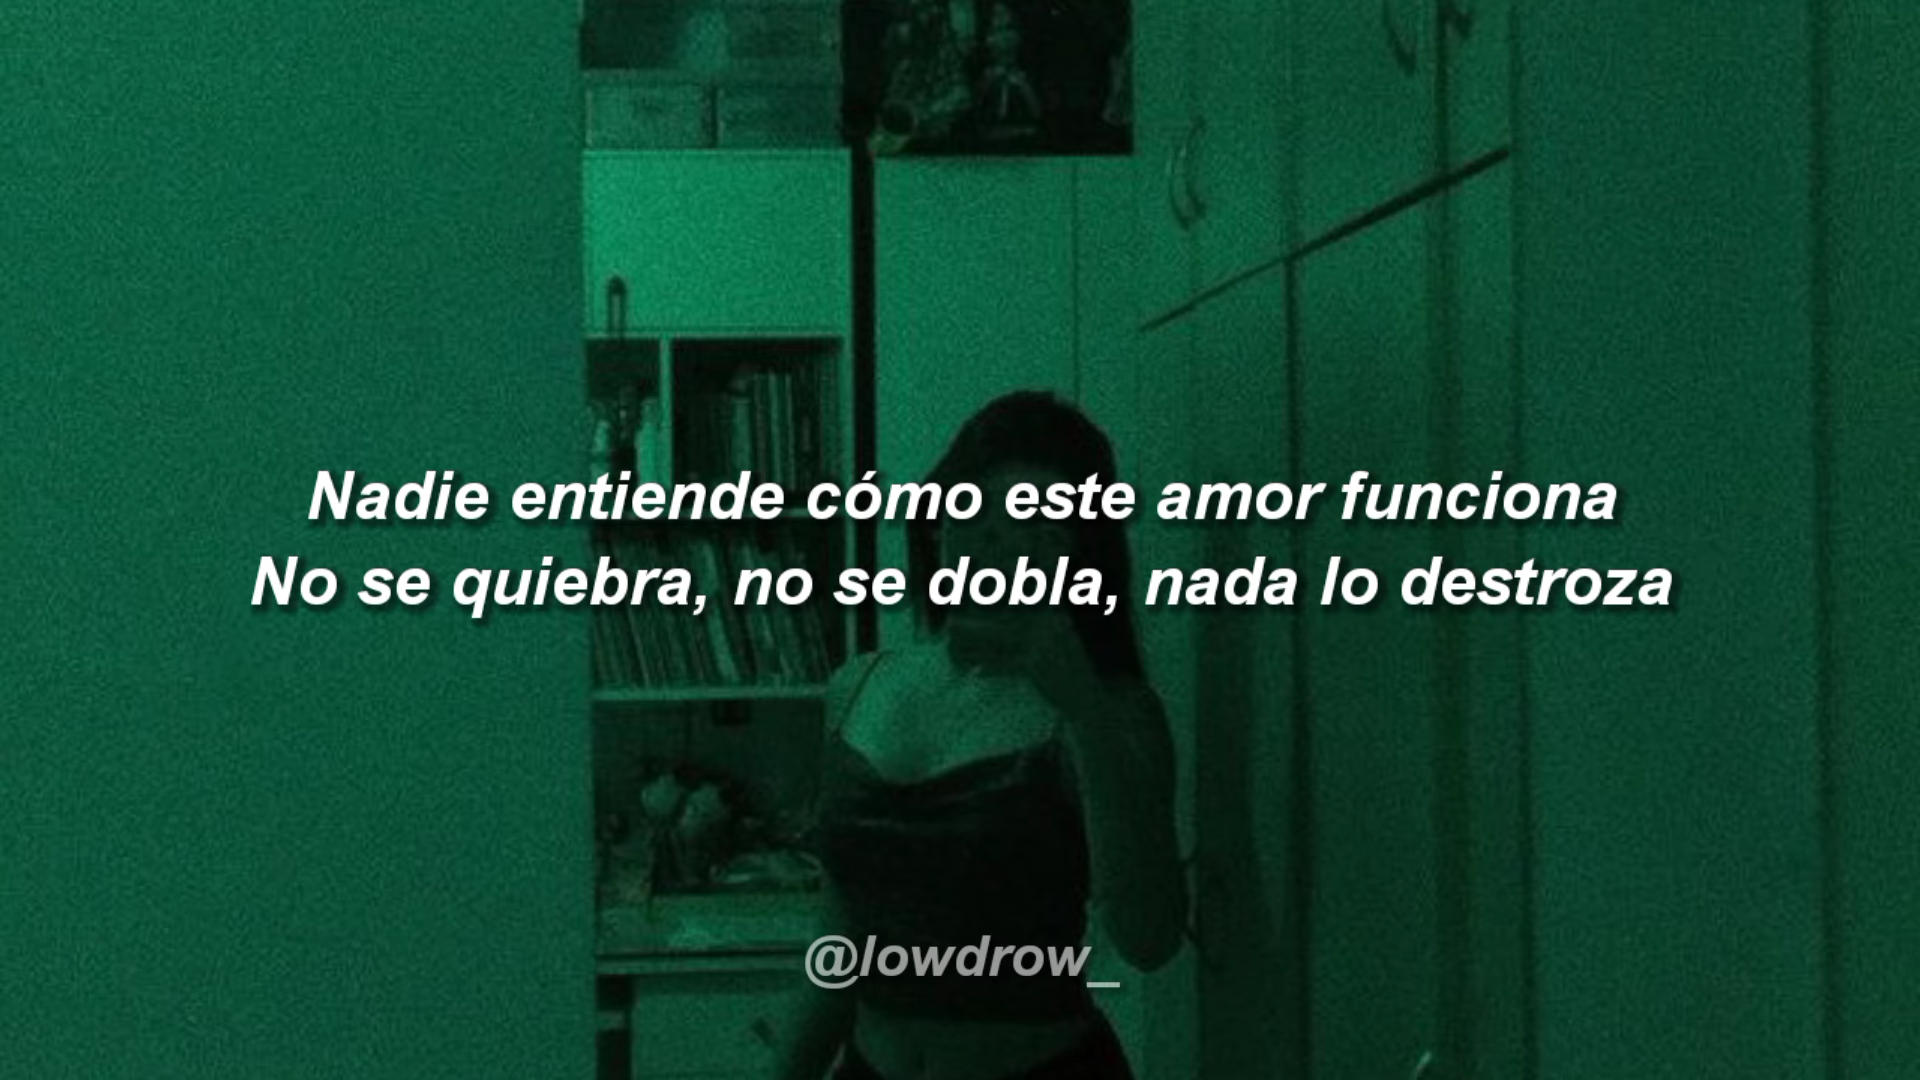 Nadie entiende cómo este amor funciona
No se quiebra, no se dobla, nada lo destroza
@lowdrow_